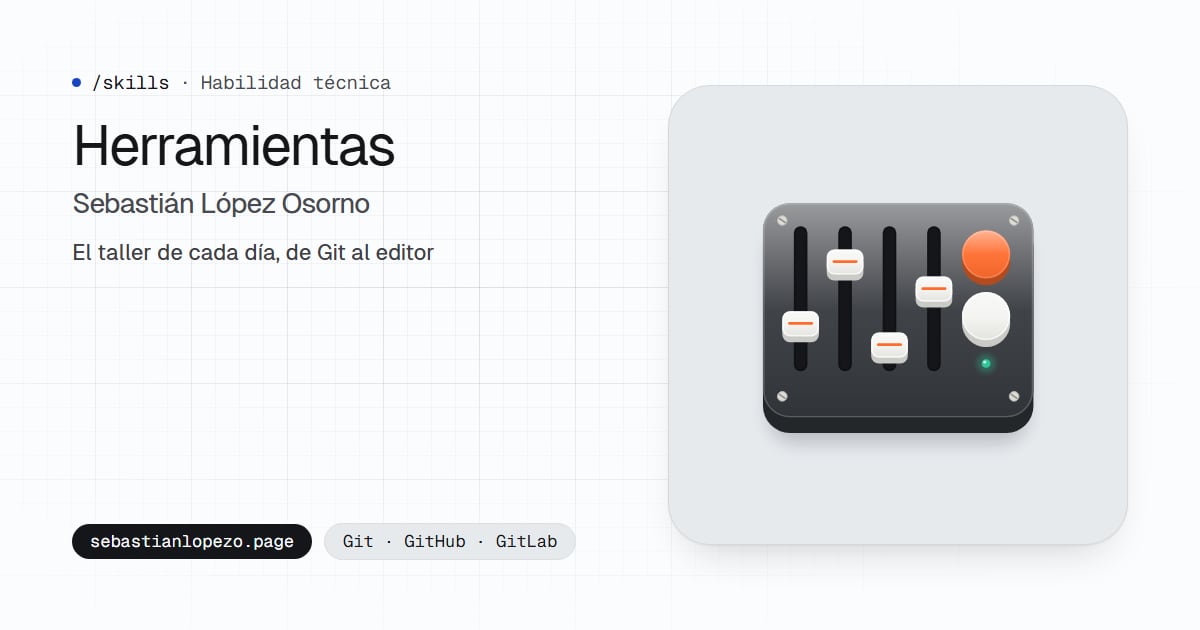 /skills · Habilidad técnica
Herramientas
Sebastián López Osorno
El taller de cada día, de Git al editor
sebastianlopezo.page
Git · GitHub · GitLab